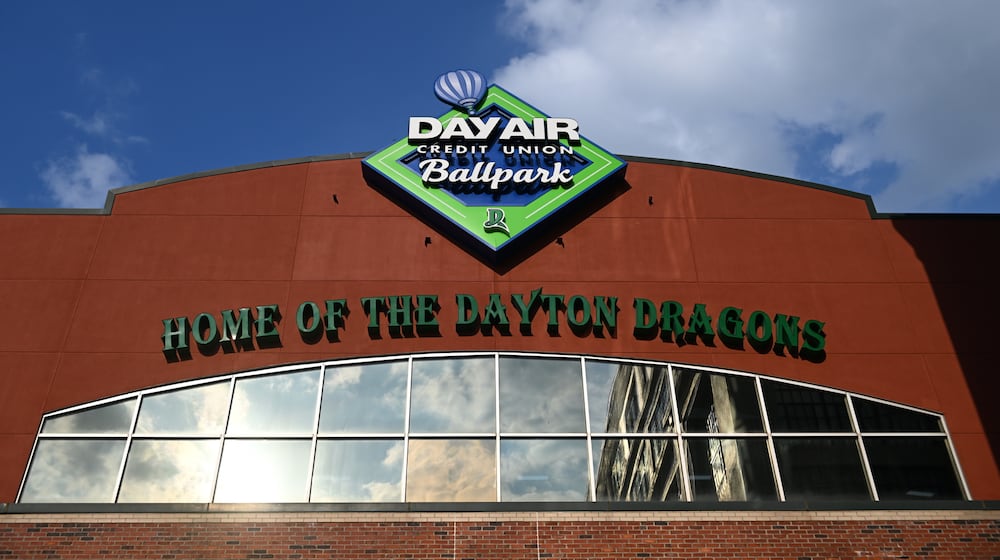 DAY AIR
CREDIT UNION
Ballpark
D
HOME OF THE DAYTON DRAGONS